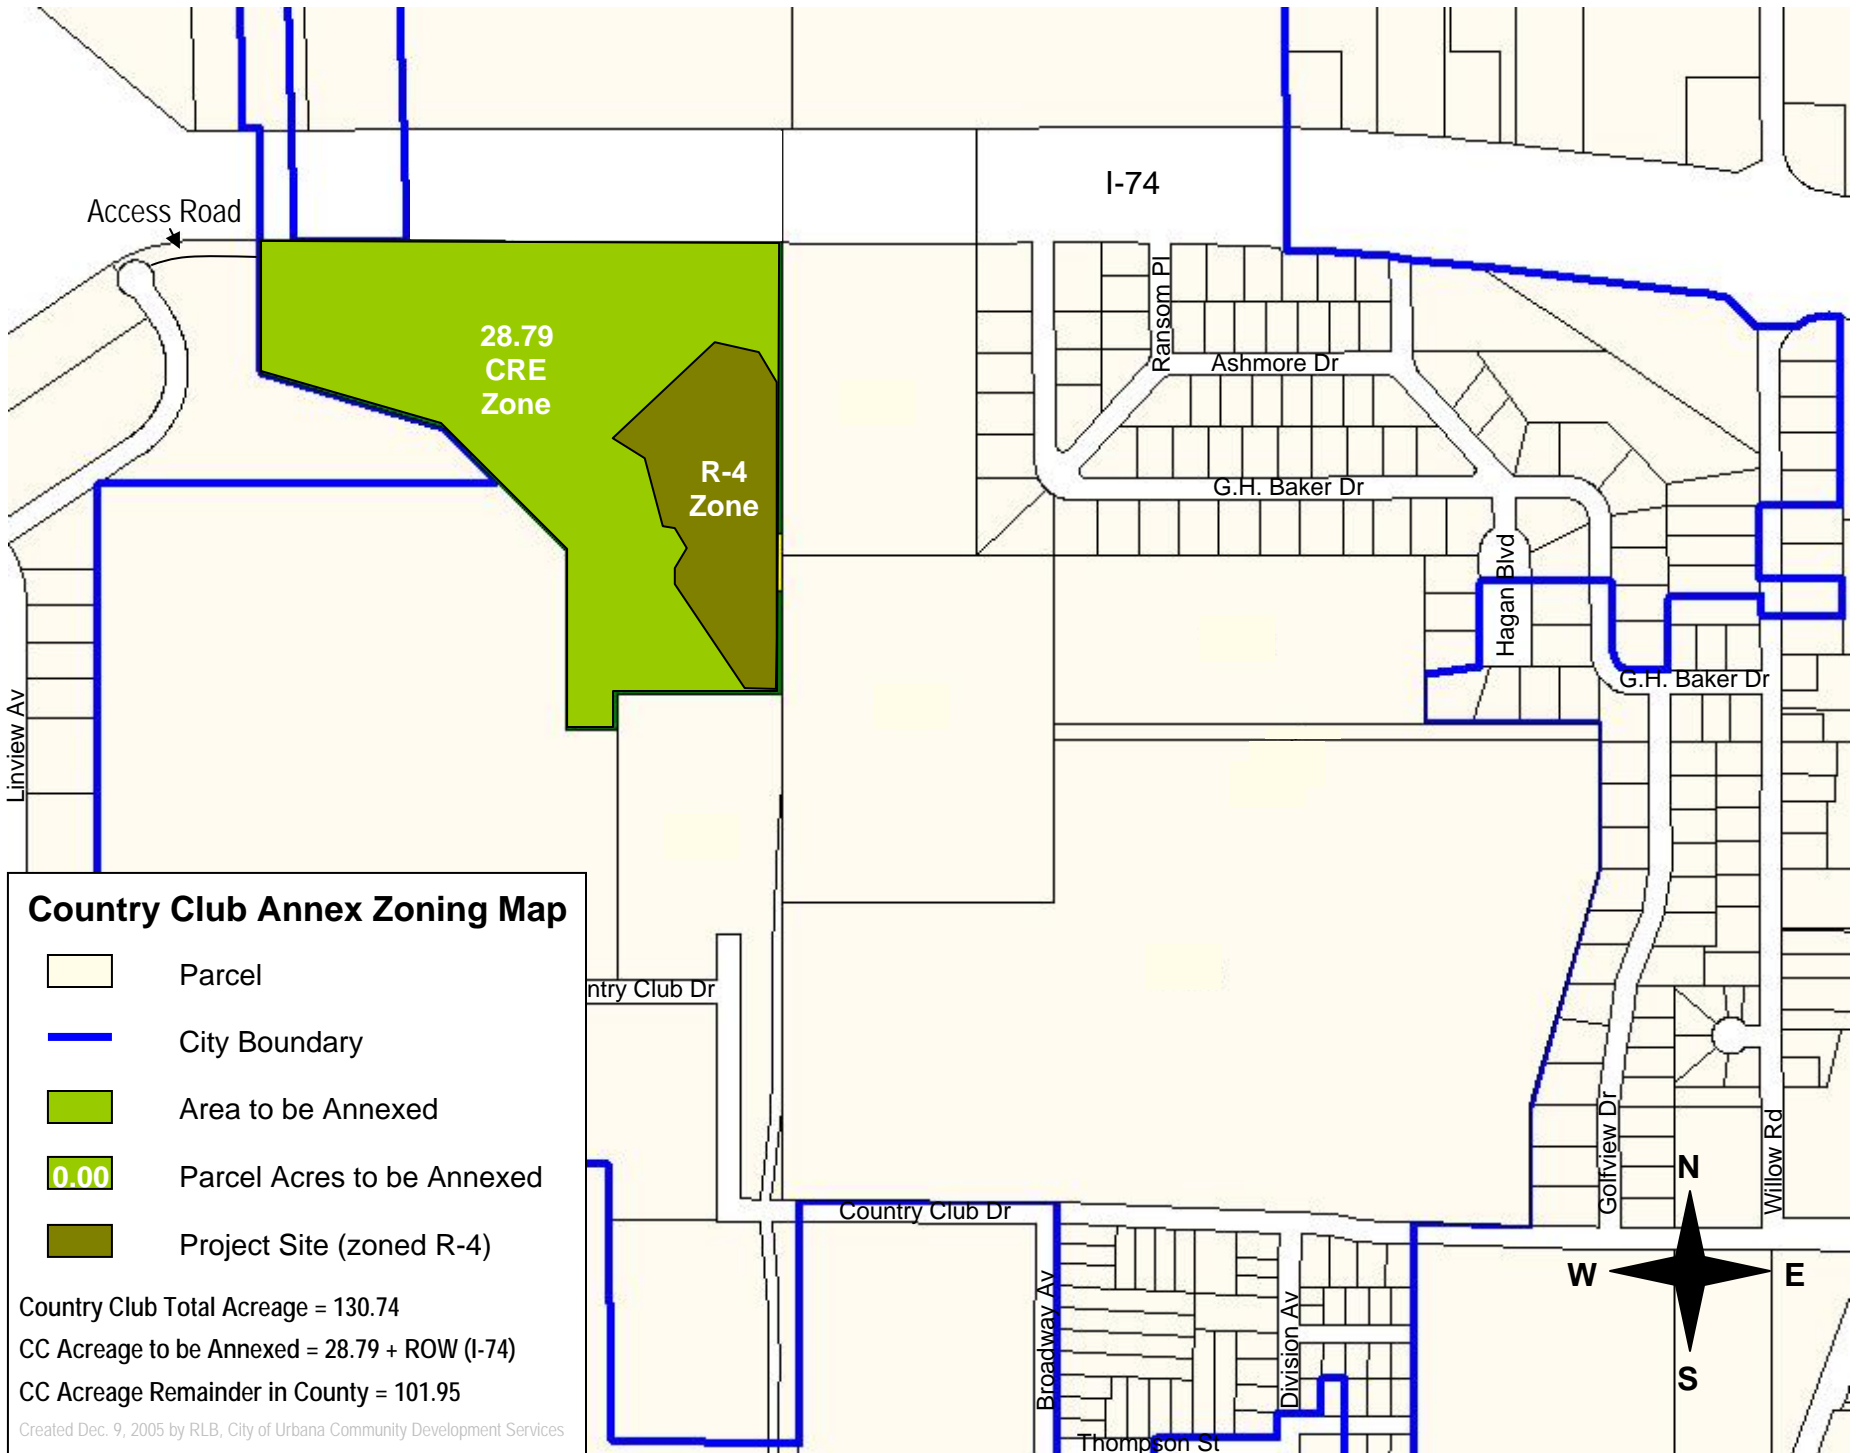 I-74
Access Road
Ransom Pl
28.79
CRE
Zone
Ashmore Dr
R-4
Zone
G.H. Baker Dr
Hagan Blvd
G.H. Baker Dr
Linview Av
Country Club Annex Zoning Map
Parcel
ntry Club Dr
City Boundary
Area to be Annexed
0.00 Parcel Acres to be Annexed
Golfview Dr
Willow Rd
N
Country Club Dr
Project Site (zoned R-4)
W E
Broadway Av
Division Av
Country Club Total Acreage = 130.74
CC Acreage to be Annexed = 28.79 + ROW (I-74)
S
CC Acreage Remainder in County = 101.95
Created Dec. 9, 2005 by RLB, City of Urbana Community Development Services
Thompson St